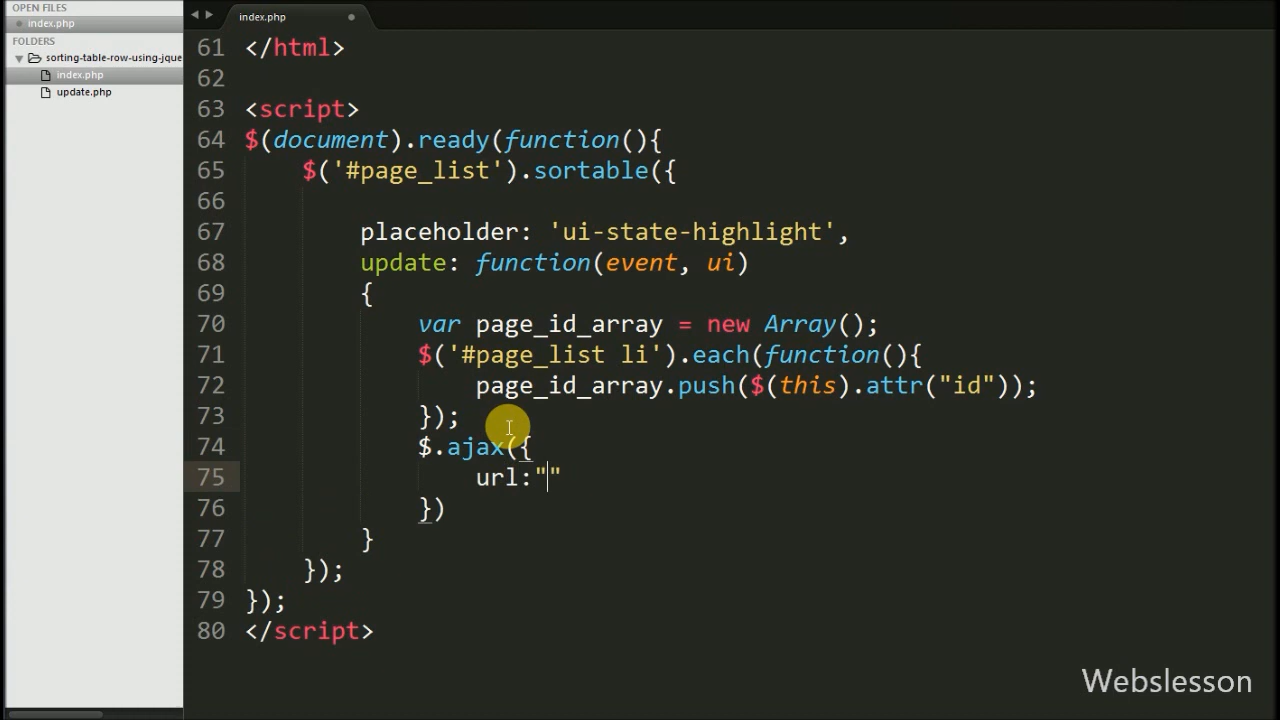 OPEN FILES
index.php
FOLDERS
sorting-table-row-using-jque
index.php
update.php
index.php
61 </html>
62
63 <script>
64 $(document).ready(function(){
65 $('#page_list').sortable({
66
67 placeholder: 'ui-state-highlight',
68 update: function(event, ui)
69 {
70 var page_id_array = new Array();
71 $('#page_list li').each(function(){
72 page_id_array.push($(this).attr("id"));
73 });
74 $.ajax({
75 url:""
76 })
77 }
78 });
79 });
80 </script>
Webslesson